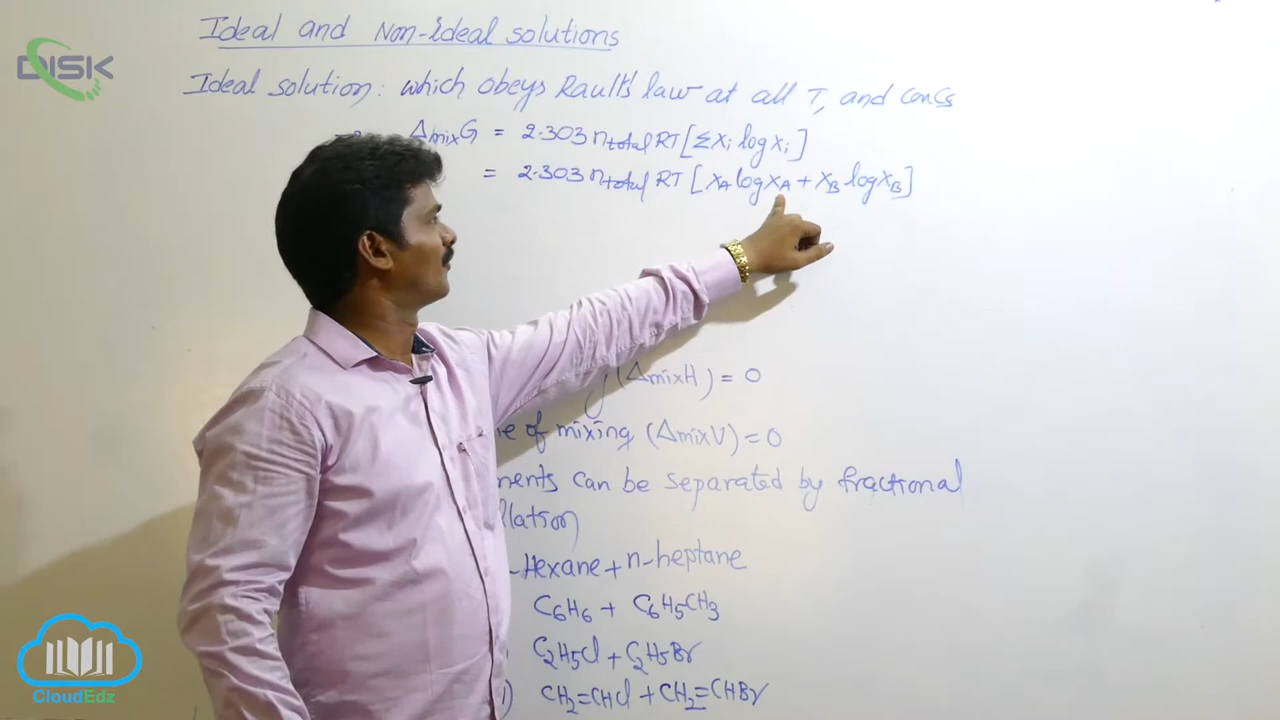 DISK
Ideal and Non-ideal solutions
Ideal solution: which obeys Rault's law at all T, and concs
ΔmixG = 2.303 ntotal RT [Σxi log xi]
= 2.303 ntotal RT [xA log xA + xB log xB]
(ΔmixH) = 0
of mixing (ΔmixV) = 0
can be separated by fractional
Hexane + n-heptane
C6H6 + C6H5CH3
C2H5Cl + C2H5Br
CH2=CHCl + CH2=CHBr
CloudEdz